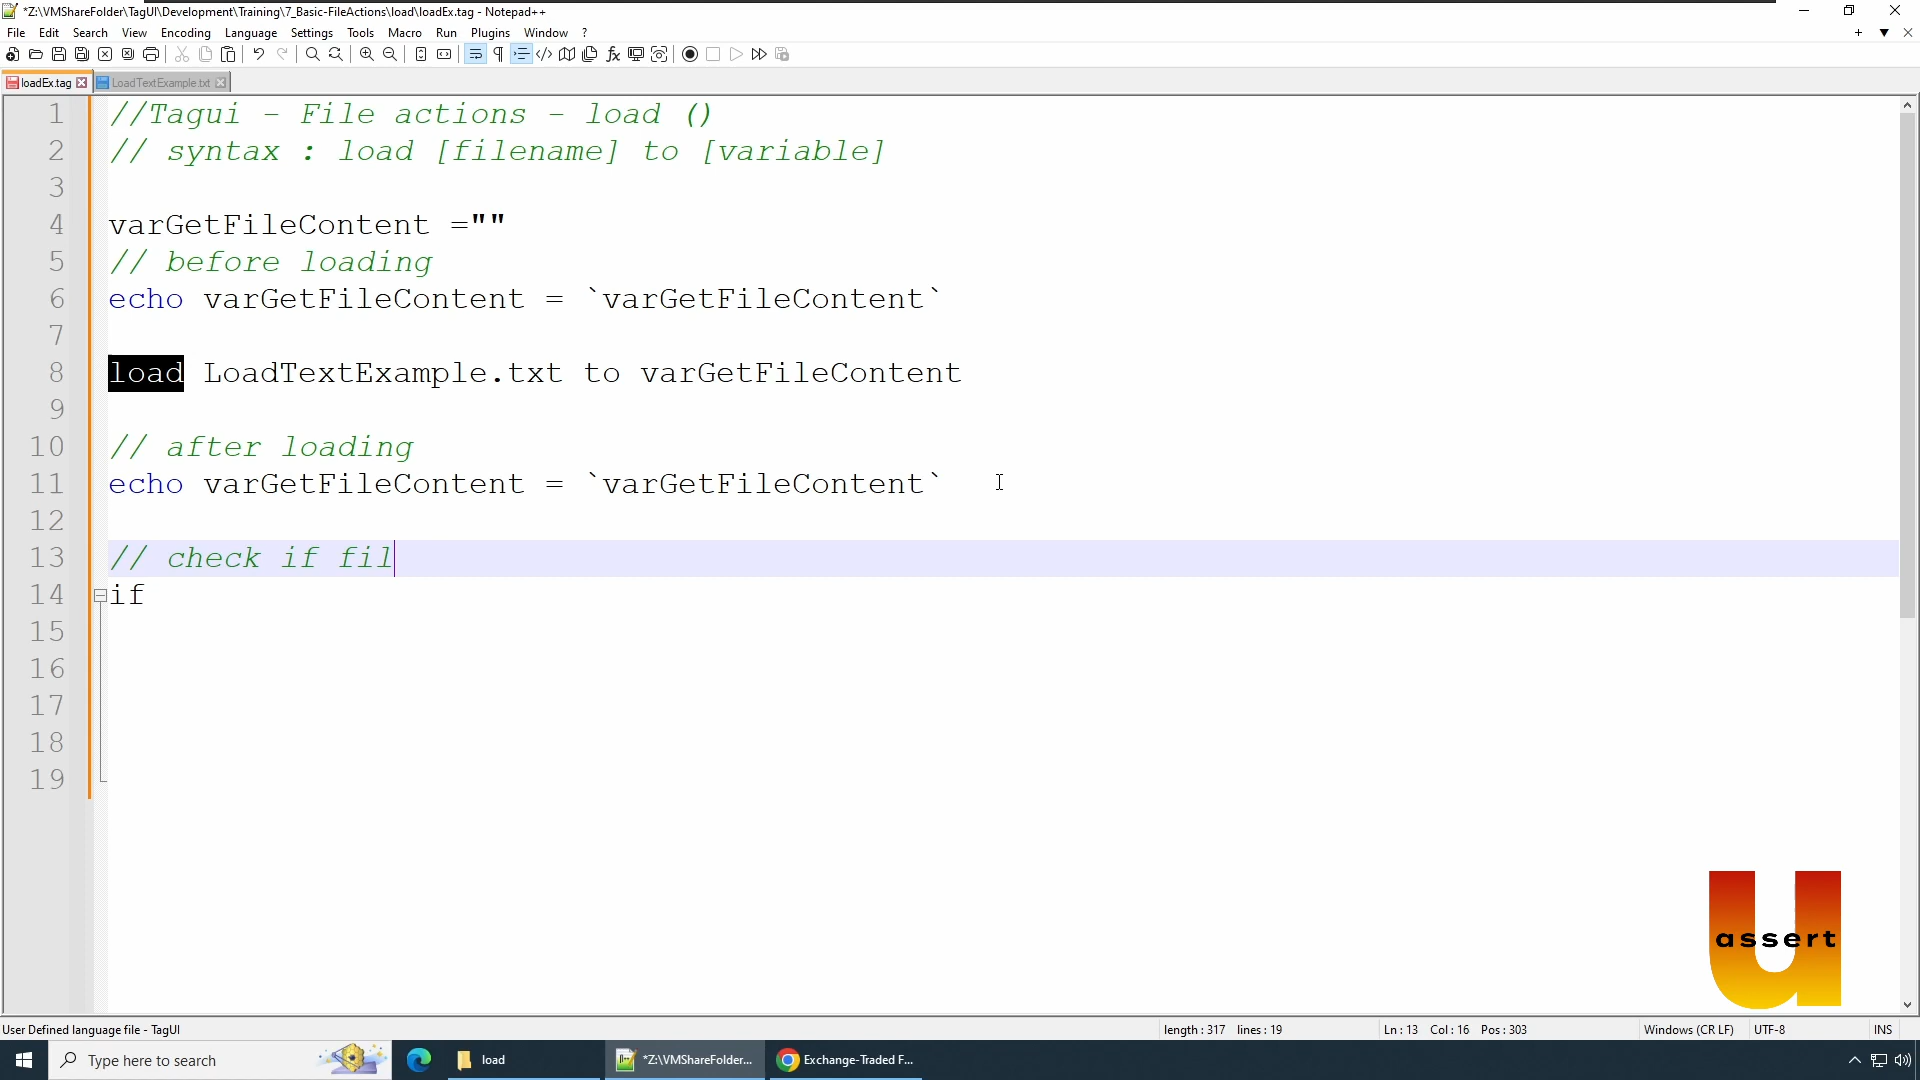 *Z:\VMShareFolder\TagUI\Development\Training\7_Basic-FileActions\load\loadEx.tag - Notepad++
File Edit Search View Encoding Language Settings Tools Macro Run Plugins Window ?
loadEx.tag LoadTextExample.txt
1 //Tagui - File actions - load ()
2 // syntax : load [filename] to [variable]
3
4 varGetFileContent =""
5 // before loading
6 echo varGetFileContent = `varGetFileContent`
7
8 load LoadTextExample.txt to varGetFileContent
9
10 // after loading
11 echo varGetFileContent = `varGetFileContent`
12
13 // check if fil
14 if
15
16
17
18
19
assert
User Defined language file - TagUI length : 317 lines : 19 Ln : 13 Col : 16 Pos : 303 Windows (CR LF) UTF-8 INS
Type here to search load *Z:\VMShareFolder... Exchange-Traded F...